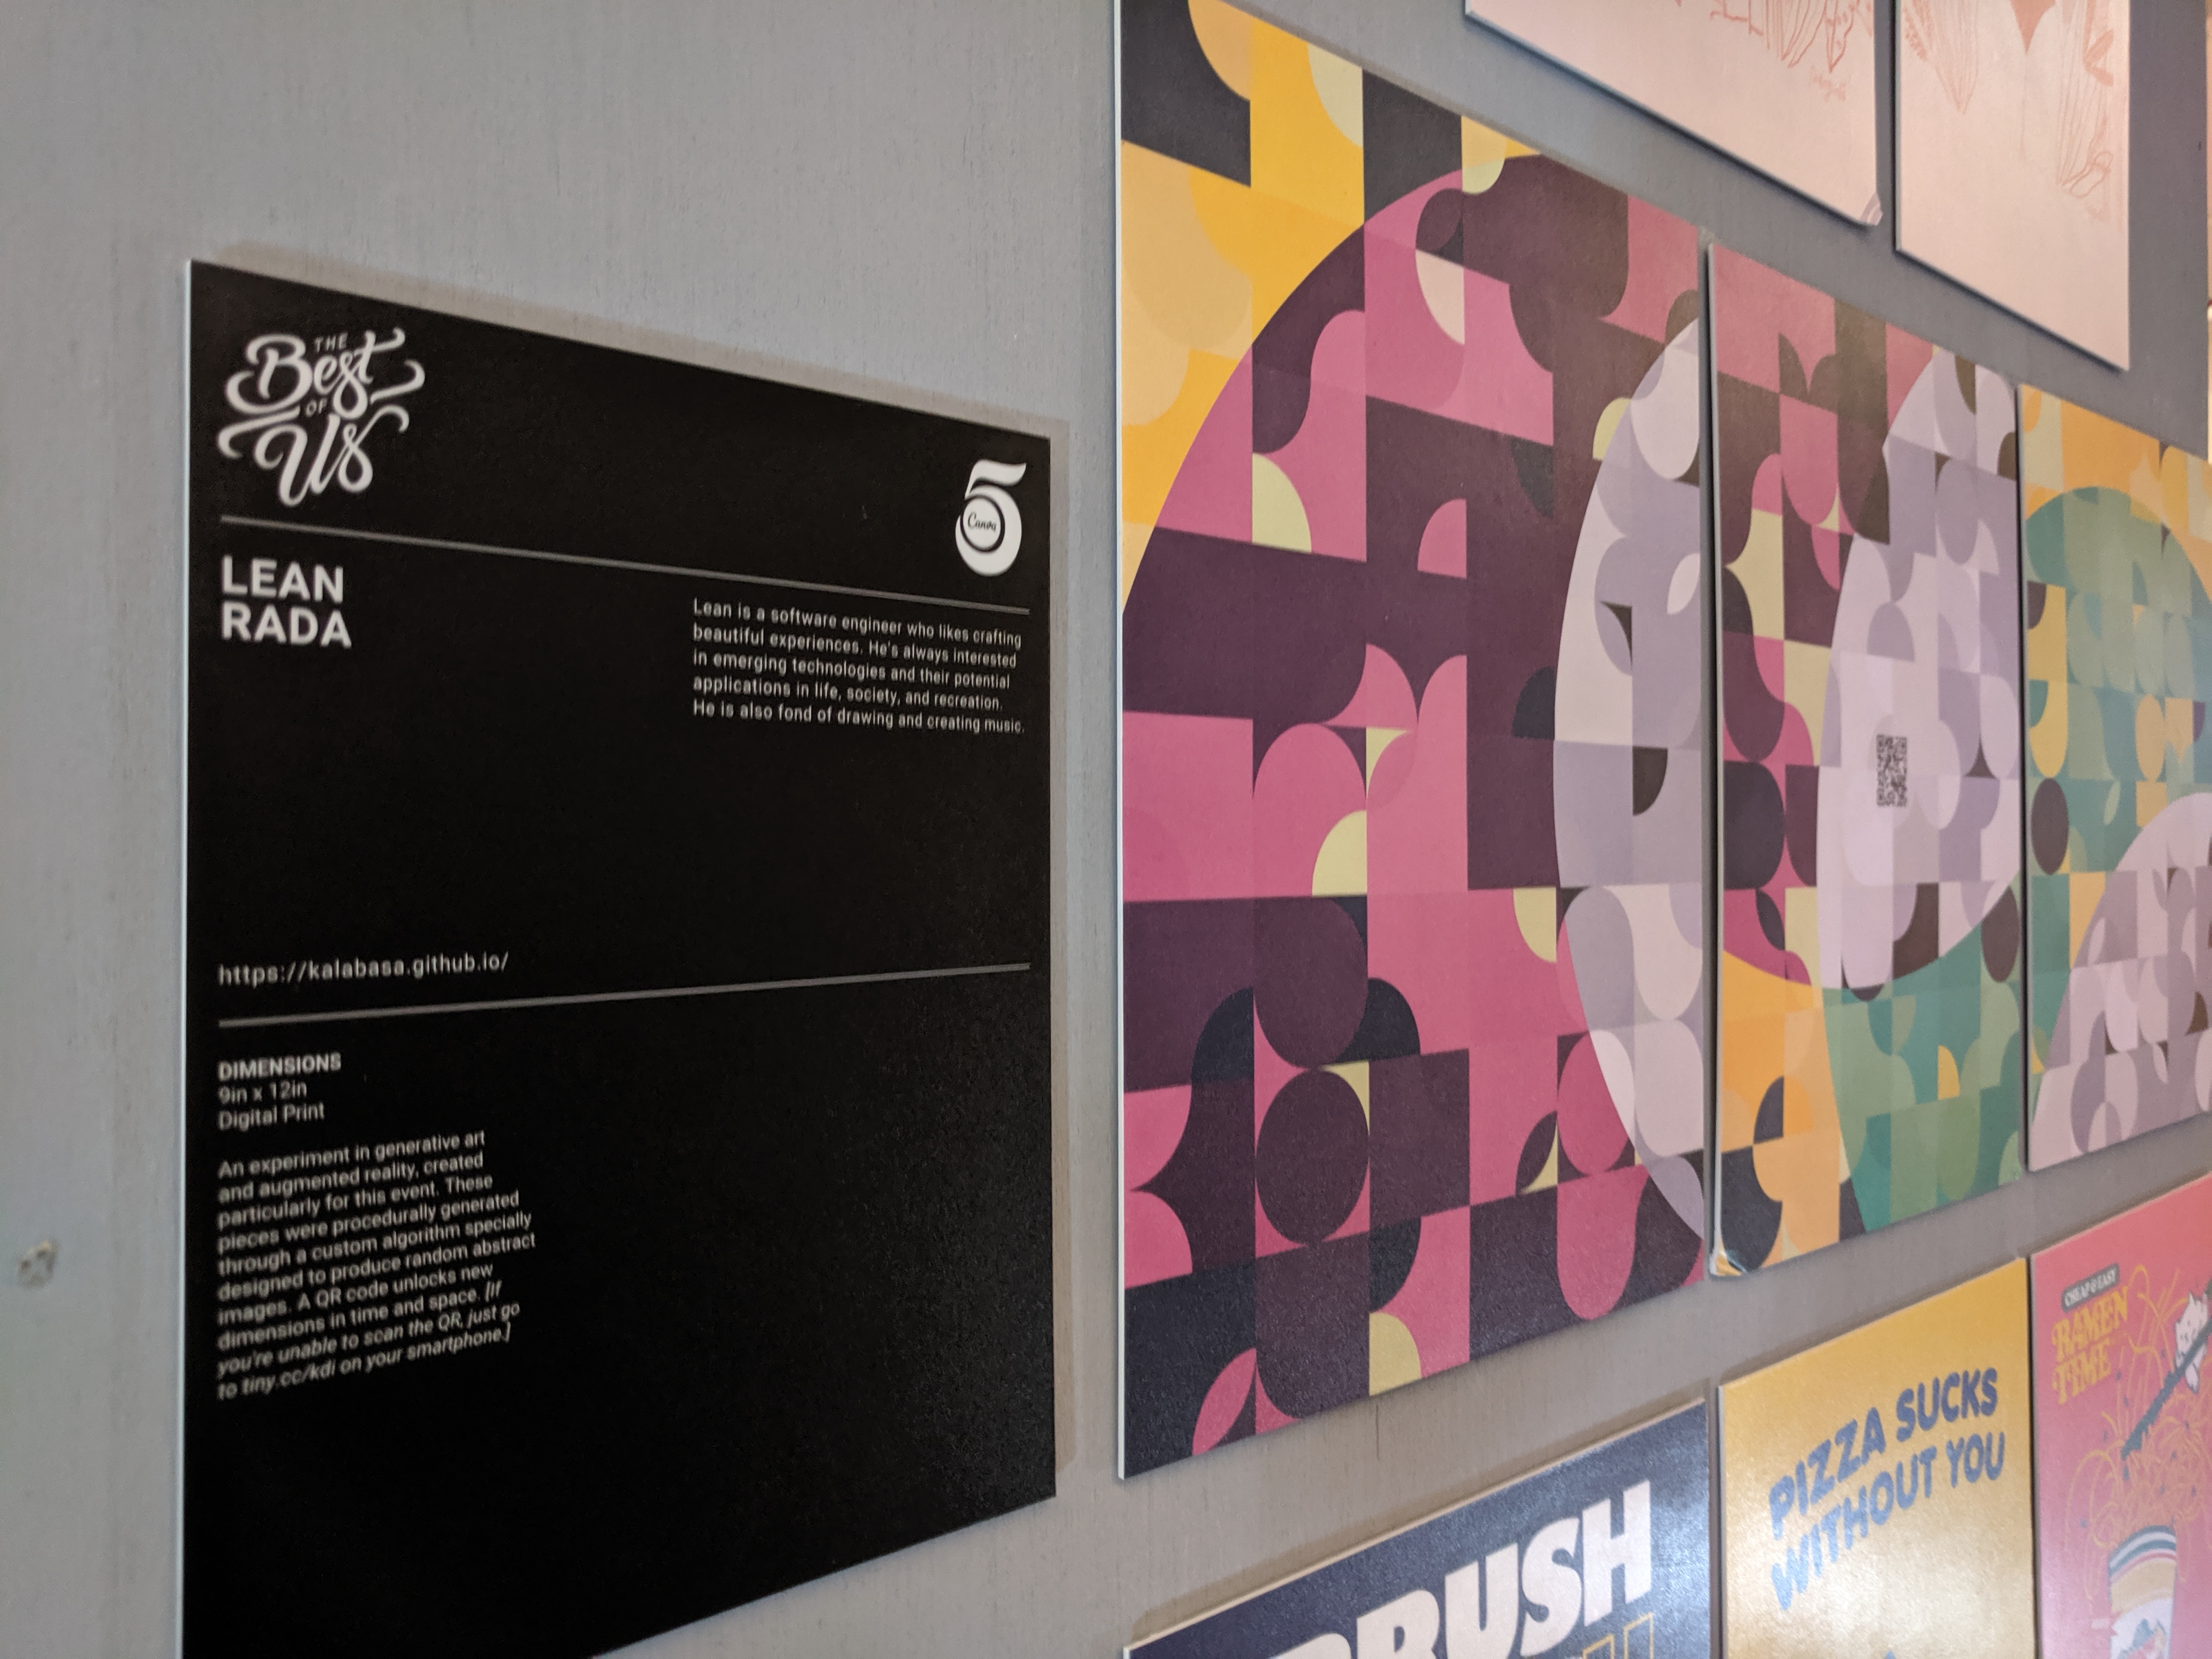 THE
Best
OF
Us
5
Canva
LEAN
RADA
Lean is a software engineer who likes crafting
beautiful experiences. He's always interested
in emerging technologies and their potential
applications in life, society, and recreation.
He is also fond of drawing and creating music.
https://kalabasa.github.io/
DIMENSIONS
9in x 12in
Digital Print
An experiment in generative art
and augmented reality, created
particularly for this event. These
pieces were procedurally generated
through a custom algorithm specially
designed to produce random abstract
images. A QR code unlocks new
dimensions in time and space. [If
you're unable to scan the QR, just go
to tiny.cc/kdi on your smartphone.]
BRUSH
PIZZA SUCKS
WITHOUT YOU
CHEAP & EASY
RAMEN
TIME